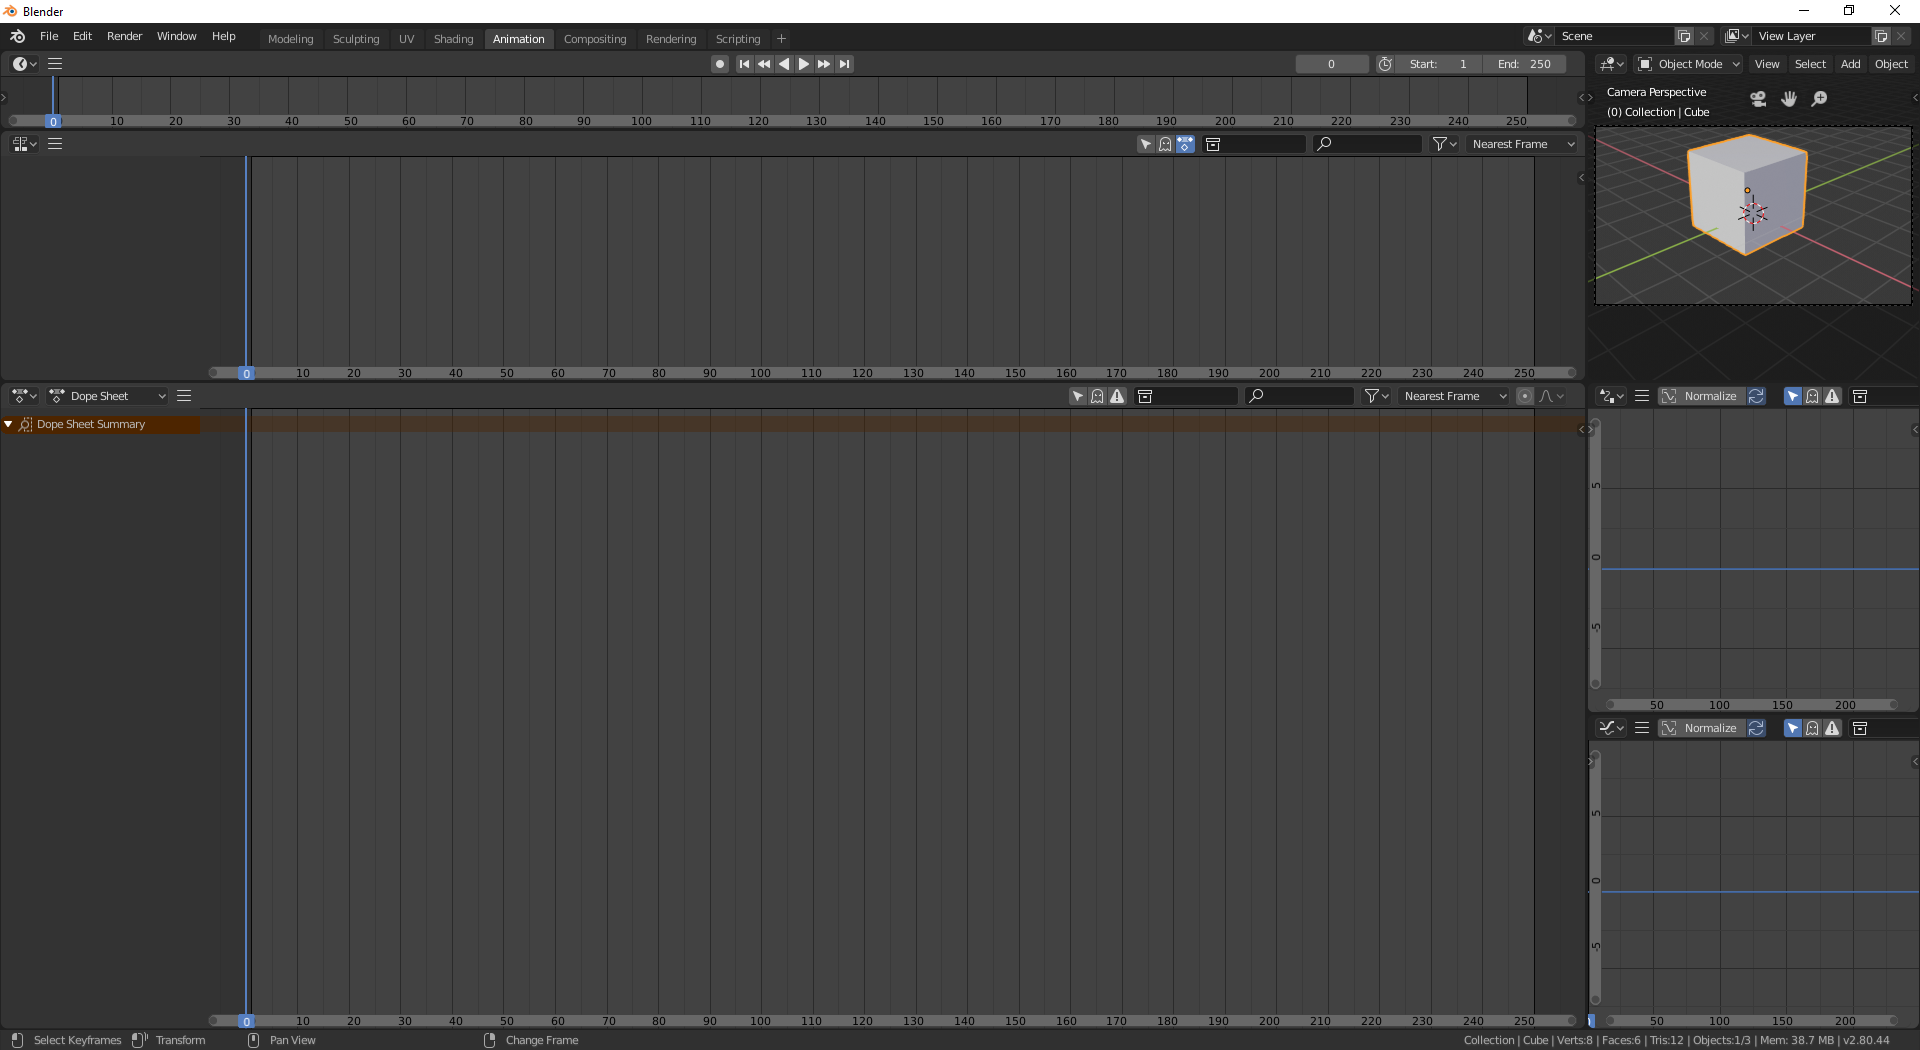 Blender
File Edit Render Window Help Modeling Sculpting UV Shading Animation Compositing Rendering Scripting + Scene View Layer
0 Start: 1 End: 250 Object Mode View Select Add Object
Camera Perspective
(0) Collection | Cube
0 10 20 30 40 50 60 70 80 90 100 110 120 130 140 150 160 170 180 190 200 210 220 230 240 250
Nearest Frame
0 10 20 30 40 50 60 70 80 90 100 110 120 130 140 150 160 170 180 190 200 210 220 230 240 250
Dope Sheet Nearest Frame Normalize
Dope Sheet Summary
5
0
-5
50 100 150 200
Normalize
5
0
-5
0 10 20 30 40 50 60 70 80 90 100 110 120 130 140 150 160 170 180 190 200 210 220 230 240 250 50 100 150 200
Select Keyframes Transform Pan View Change Frame Collection | Cube | Verts:8 | Faces:6 | Tris:12 | Objects:1/3 | Mem: 38.7 MB | v2.80.44